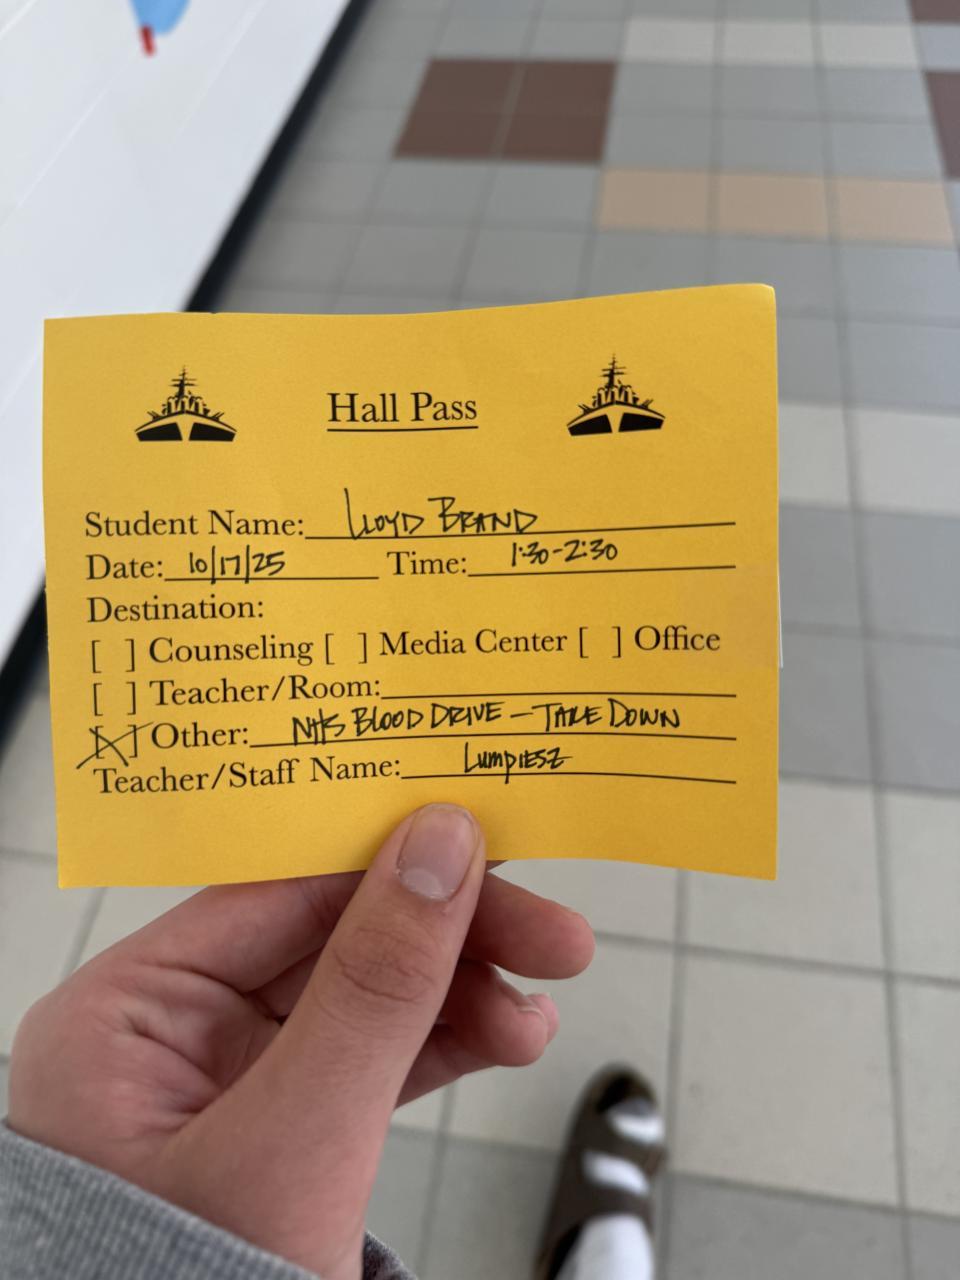 Hall Pass
Student Name: LLOYD BRAND
Date: 10/17/25 Time: 1:30-2:30
Destination:
[ ] Counseling [ ] Media Center [ ] Office
[ ] Teacher/Room:
[X] Other: NHS BLOOD DRIVE - TAKE DOWN
Teacher/Staff Name: Lumpiesz